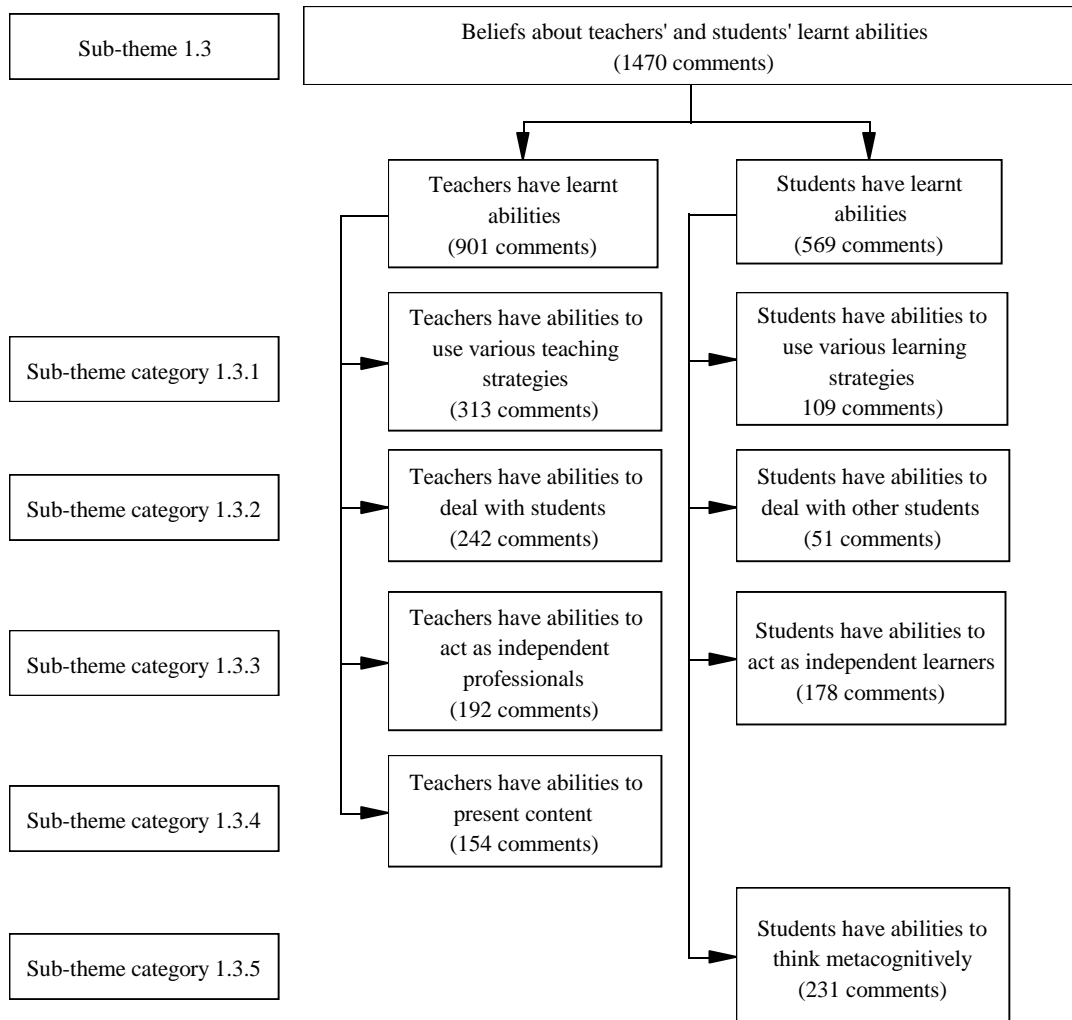 Sub-theme 1.3
Beliefs about teachers' and students' learnt abilities
(1470 comments)
Teachers have learnt
abilities
(901 comments)
Students have learnt
abilities
(569 comments)
Sub-theme category 1.3.1
Teachers have abilities to
use various teaching
strategies
(313 comments)
Students have abilities to
use various learning
strategies
109 comments)
Sub-theme category 1.3.2
Teachers have abilities to
deal with students
(242 comments)
Students have abilities to
deal with other students
(51 comments)
Sub-theme category 1.3.3
Teachers have abilities to
act as independent
professionals
(192 comments)
Students have abilities to
act as independent learners
(178 comments)
Sub-theme category 1.3.4
Teachers have abilities to
present content
(154 comments)
Sub-theme category 1.3.5
Students have abilities to
think metacognitively
(231 comments)